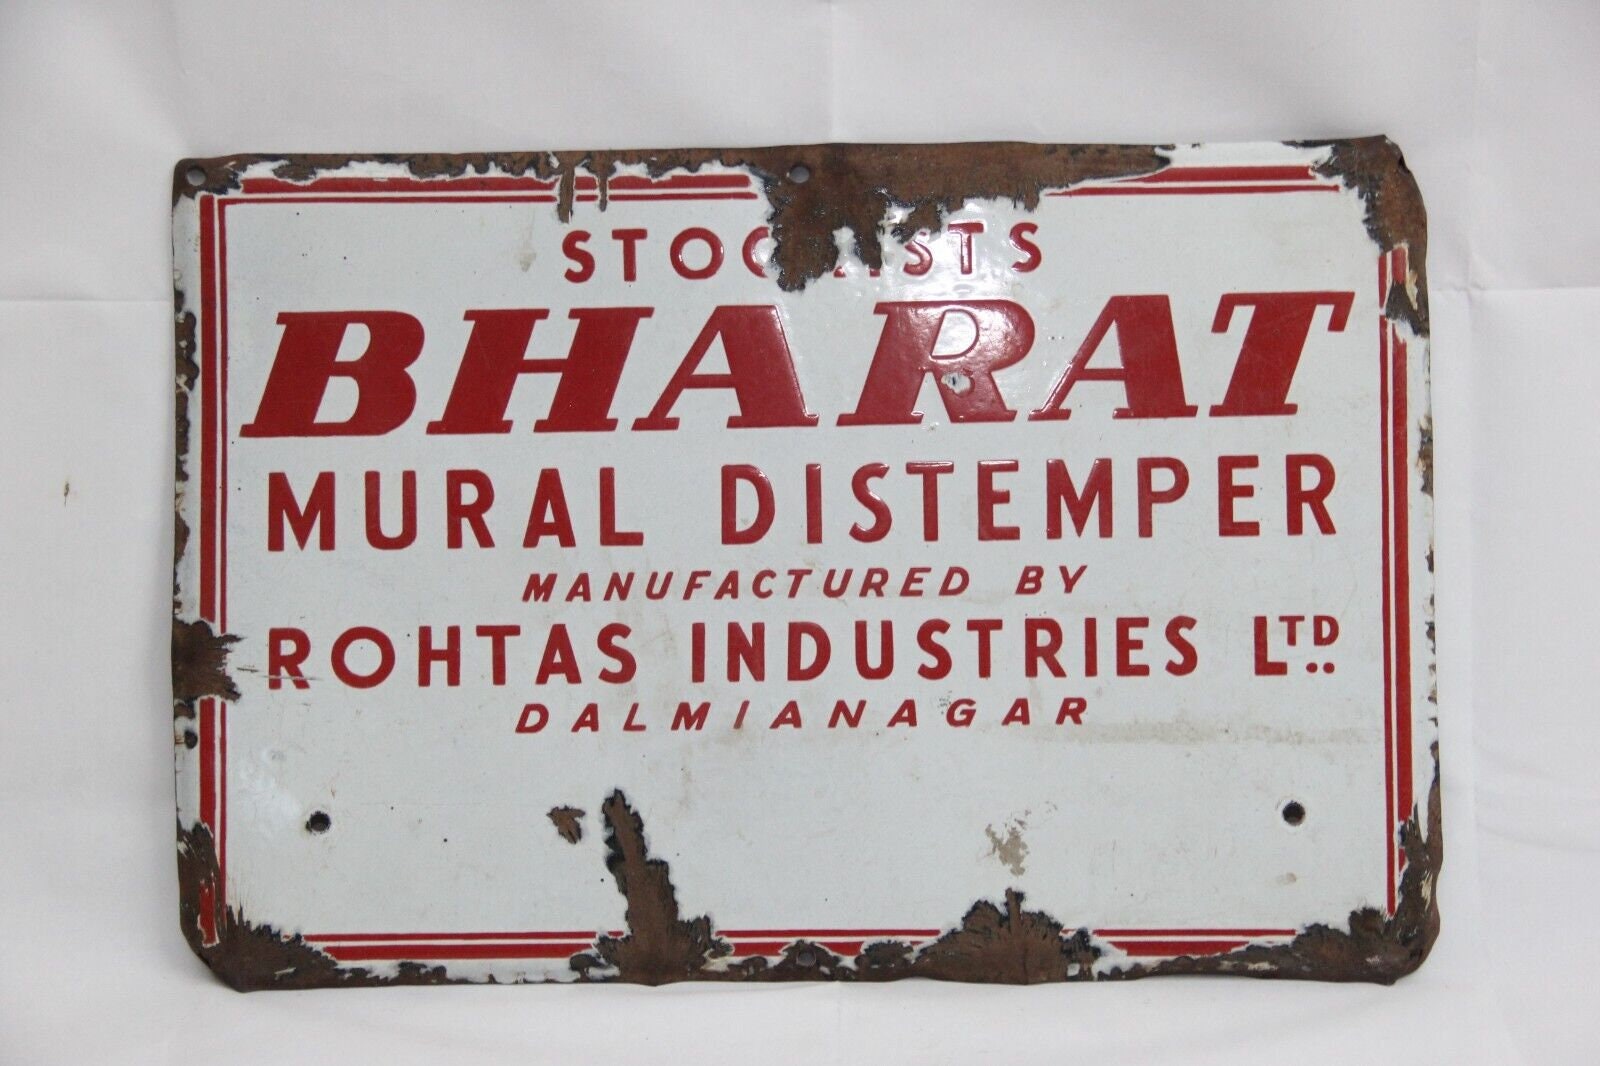 STOCKISTS
BHARAT
MURAL DISTEMPER
MANUFACTURED BY
ROHTAS INDUSTRIES LTD.
DALMIANAGAR